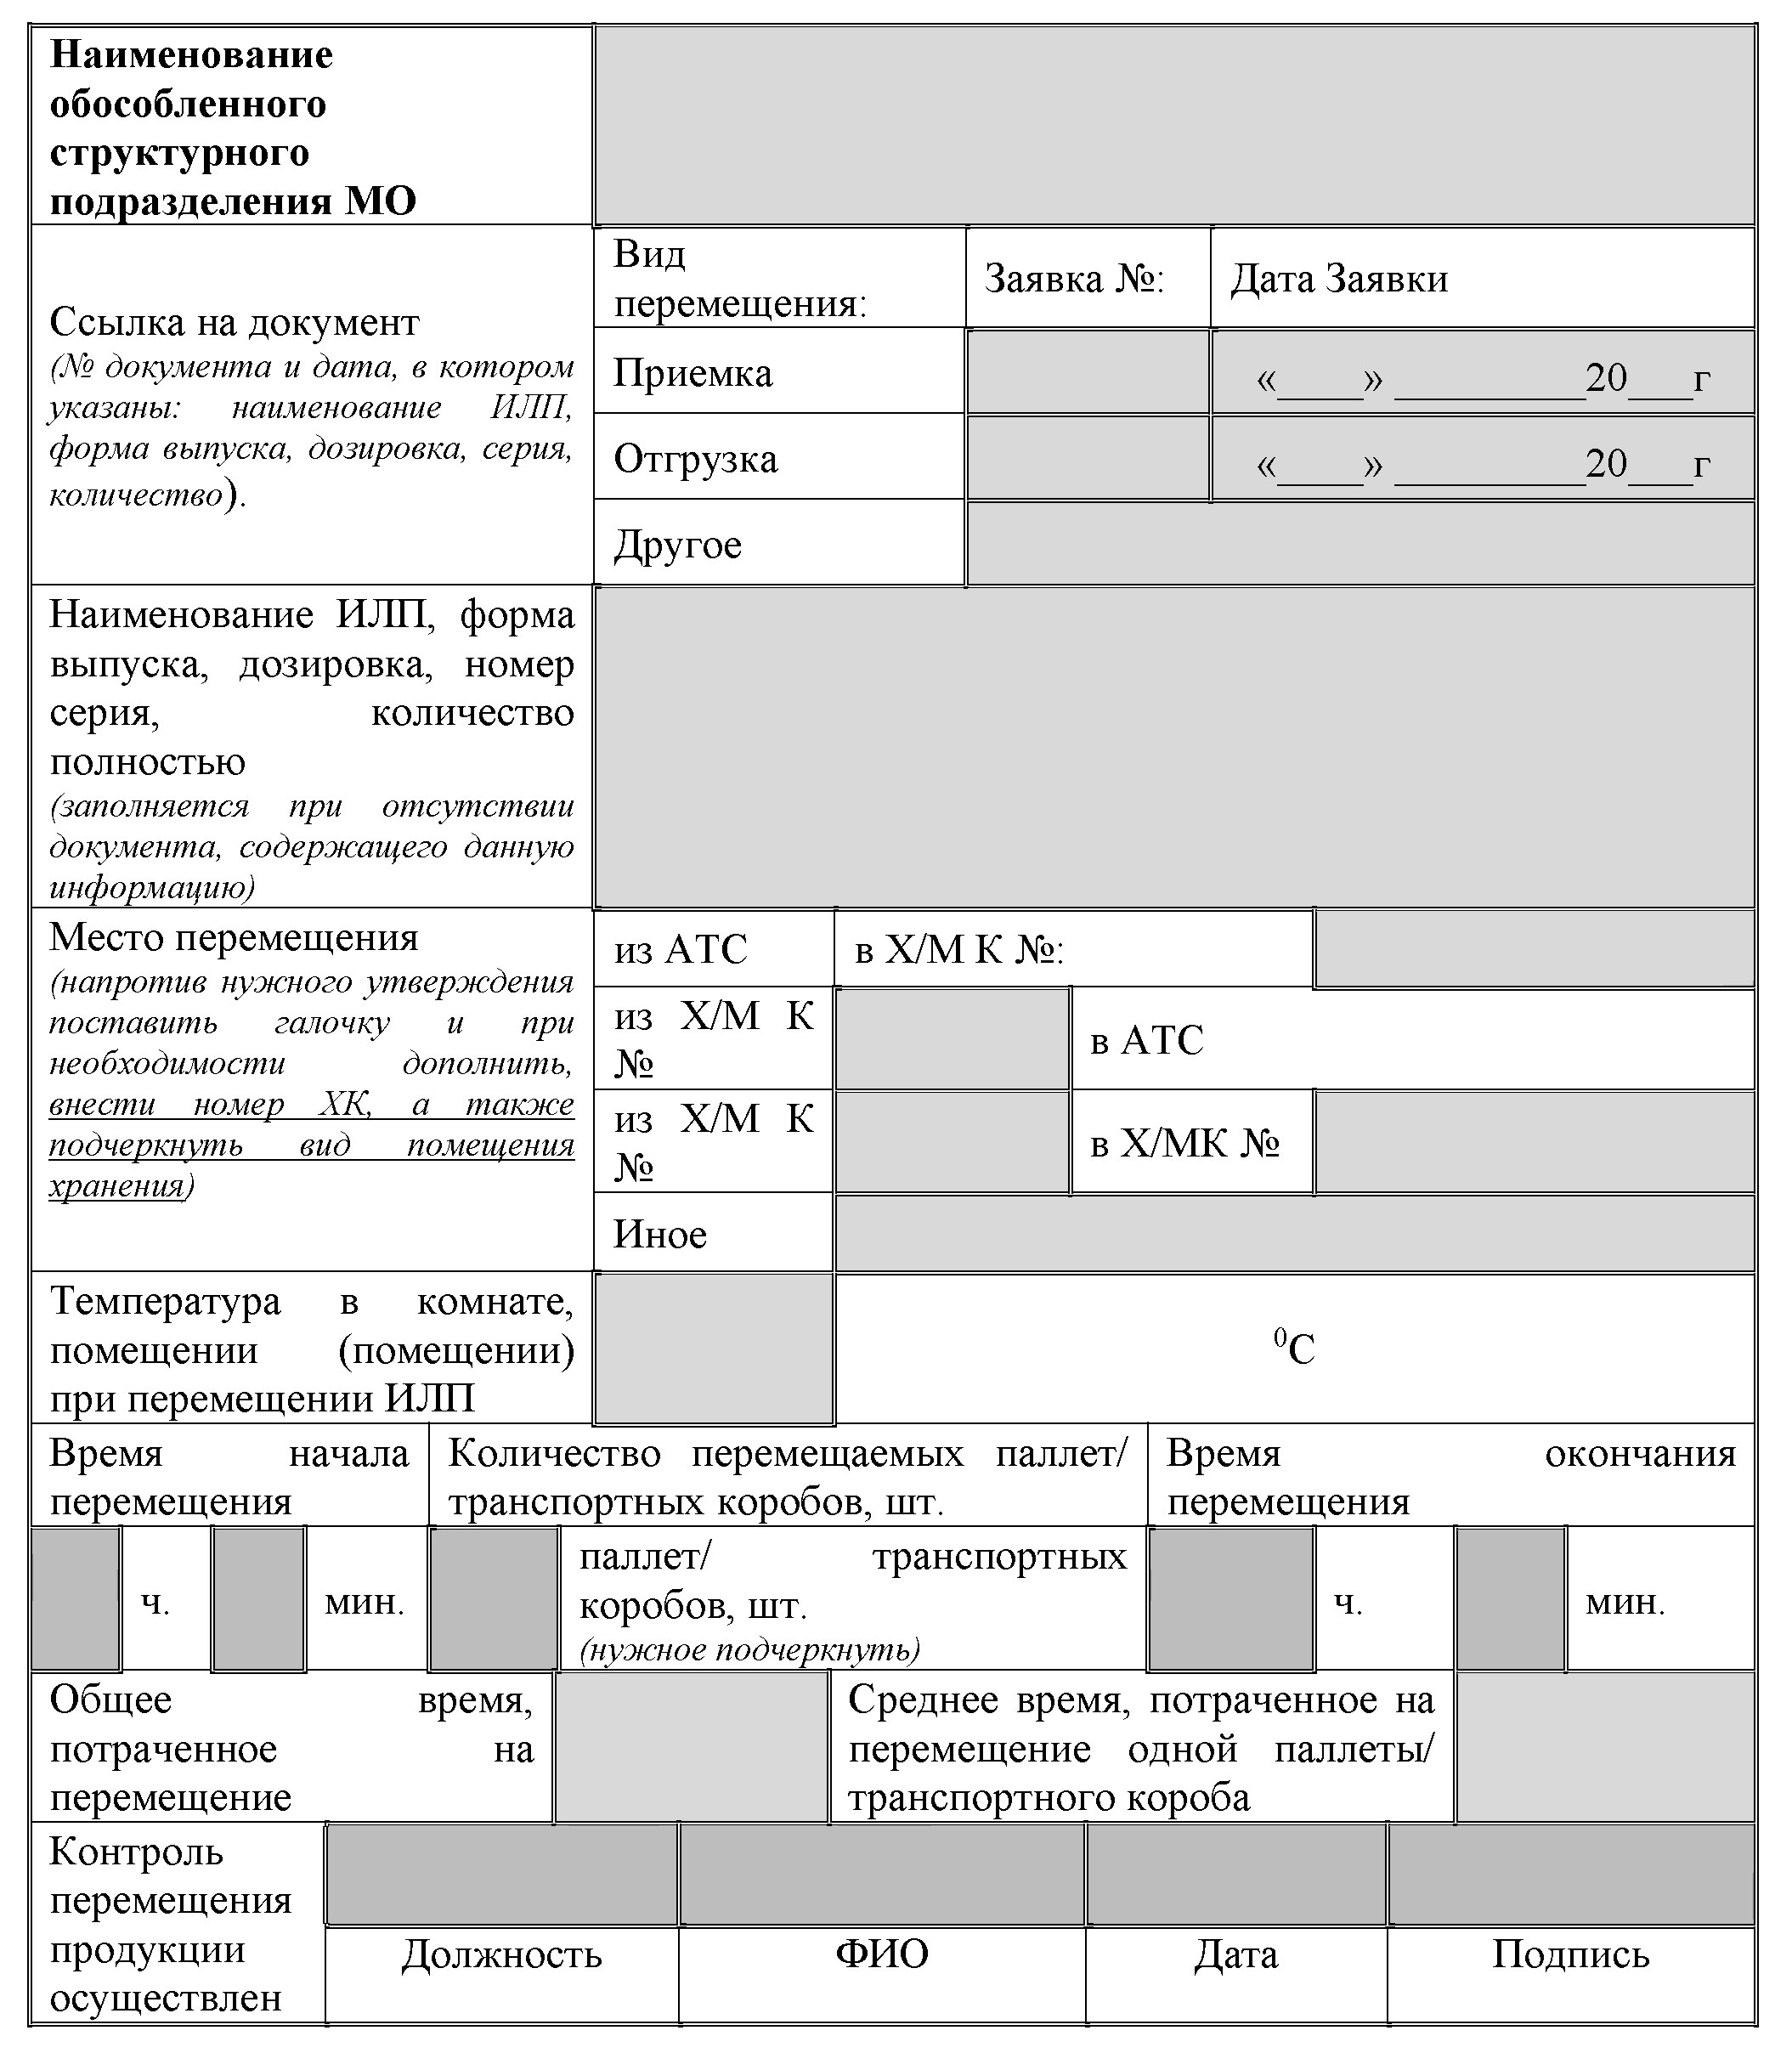 Наименование
обособленного
структурного
подразделения МО
Ссылка на документ
(№ документа и дата, в котором
указаны: наименование ИЛП,
форма выпуска, дозировка, серия,
количество).
Вид
перемещения:
Заявка №:
Дата Заявки
Приемка
«____» _________20___г
Отгрузка
«____» _________20___г
Другое
Наименование ИЛП, форма
выпуска, дозировка, номер
серия, количество
полностью
(заполняется при отсутствии
документа, содержащего данную
информацию)
Место перемещения
(напротив нужного утверждения
поставить галочку и при
необходимости дополнить,
внести номер ХК, а также
подчеркнуть вид помещения
хранения)
из АТС
в Х/М К №:
из Х/М К
№
в АТС
из Х/М К
№
в Х/МК №
Иное
Температура в комнате,
помещении (помещении)
при перемещении ИЛП
⁰С
Время начала
перемещения
Количество перемещаемых паллет/
транспортных коробов, шт.
Время окончания
перемещения
ч.
мин.
паллет/ транспортных
коробов, шт.
(нужное подчеркнуть)
ч.
мин.
Общее время,
потраченное на
перемещение
Среднее время, потраченное на
перемещение одной паллеты/
транспортного короба
Контроль
перемещения
продукции
осуществлен
Должность
ФИО
Дата
Подпись